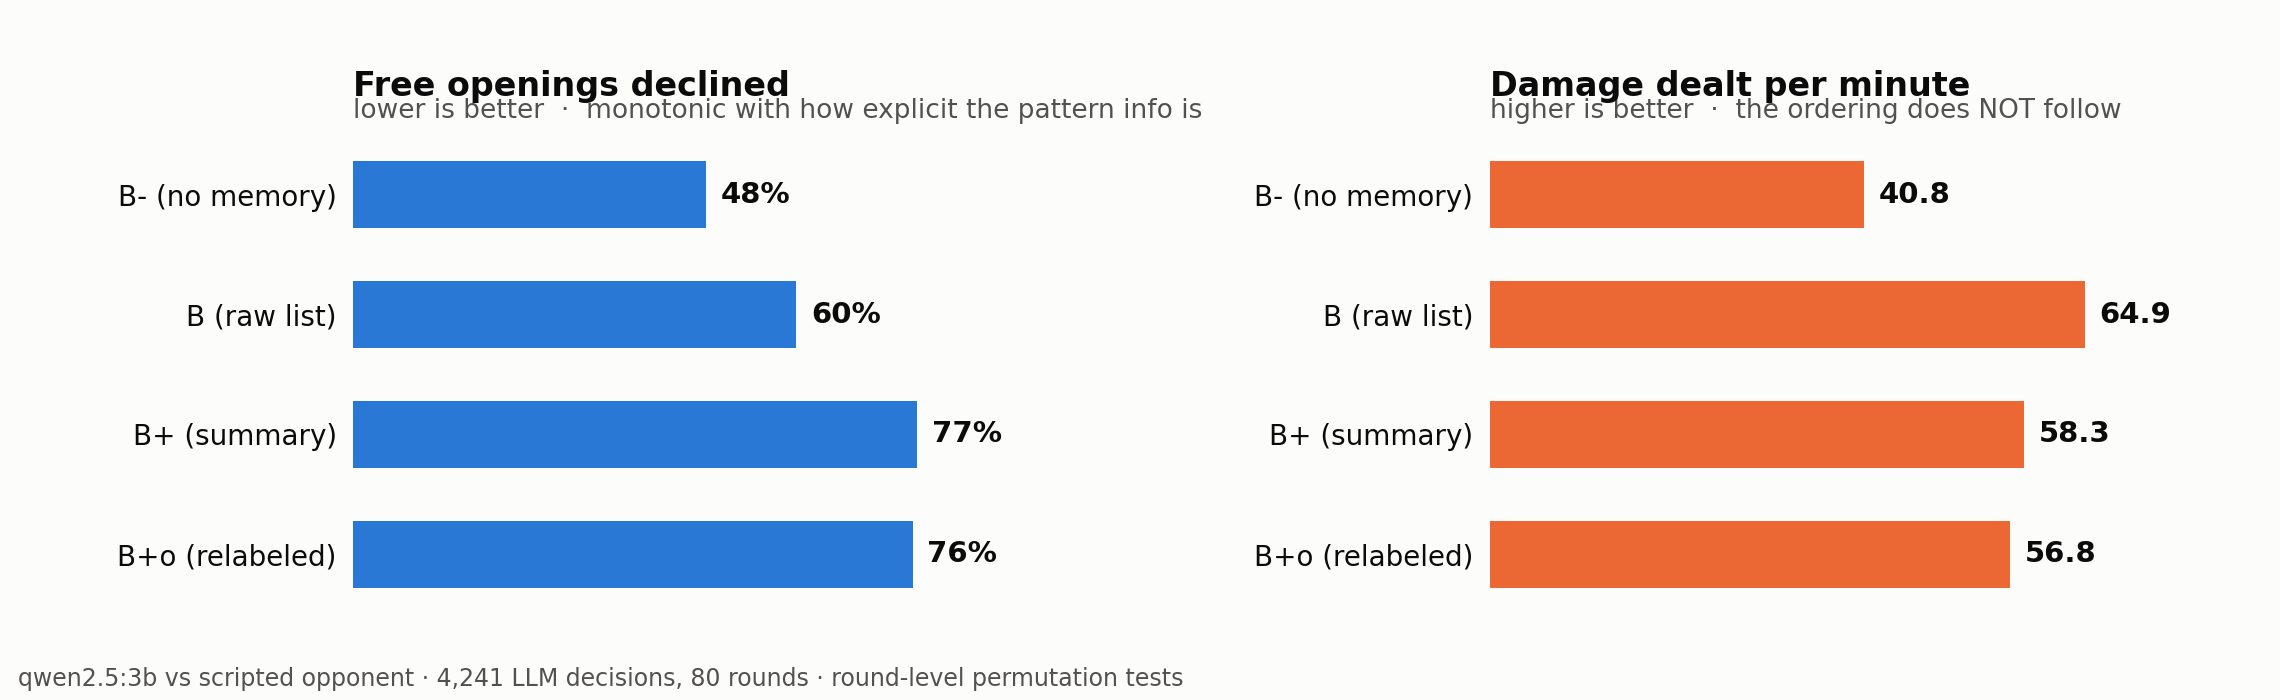 Free openings declined
lower is better · monotonic with how explicit the pattern info is
B- (no memory) 48%
B (raw list) 60%
B+ (summary) 77%
B+o (relabeled) 76%
Damage dealt per minute
higher is better · the ordering does NOT follow
B- (no memory) 40.8
B (raw list) 64.9
B+ (summary) 58.3
B+o (relabeled) 56.8
qwen2.5:3b vs scripted opponent · 4,241 LLM decisions, 80 rounds · round-level permutation tests